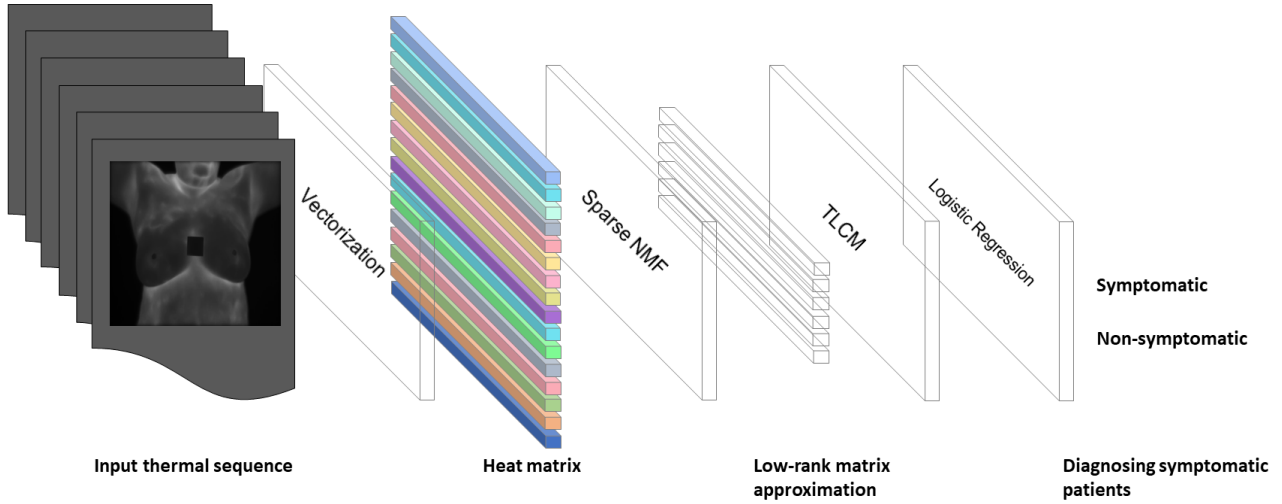 Vectorization
Sparse NMF
TLCM
Logistic Regression
Symptomatic
Non-symptomatic
Input thermal sequence
Heat matrix
Low-rank matrix
approximation
Diagnosing symptomatic
patients